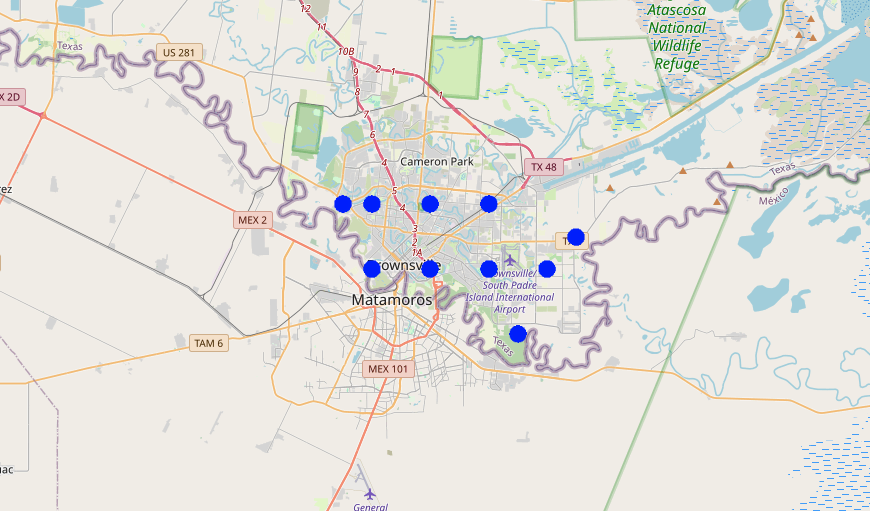 12
11
Atascosa
National
Wildlife
Refuge
Texas
US 281
10B
2
1
9
8
X 2D
1
7
6
4
Cameron Park
TX 48
Texas
México
rez
5
4
MEX 2
3
2
1A
Brownsville
Brownsville/
South Padre
Island International
Airport
Matamoros
TAM 6
Texas
MEX 101
uac
General